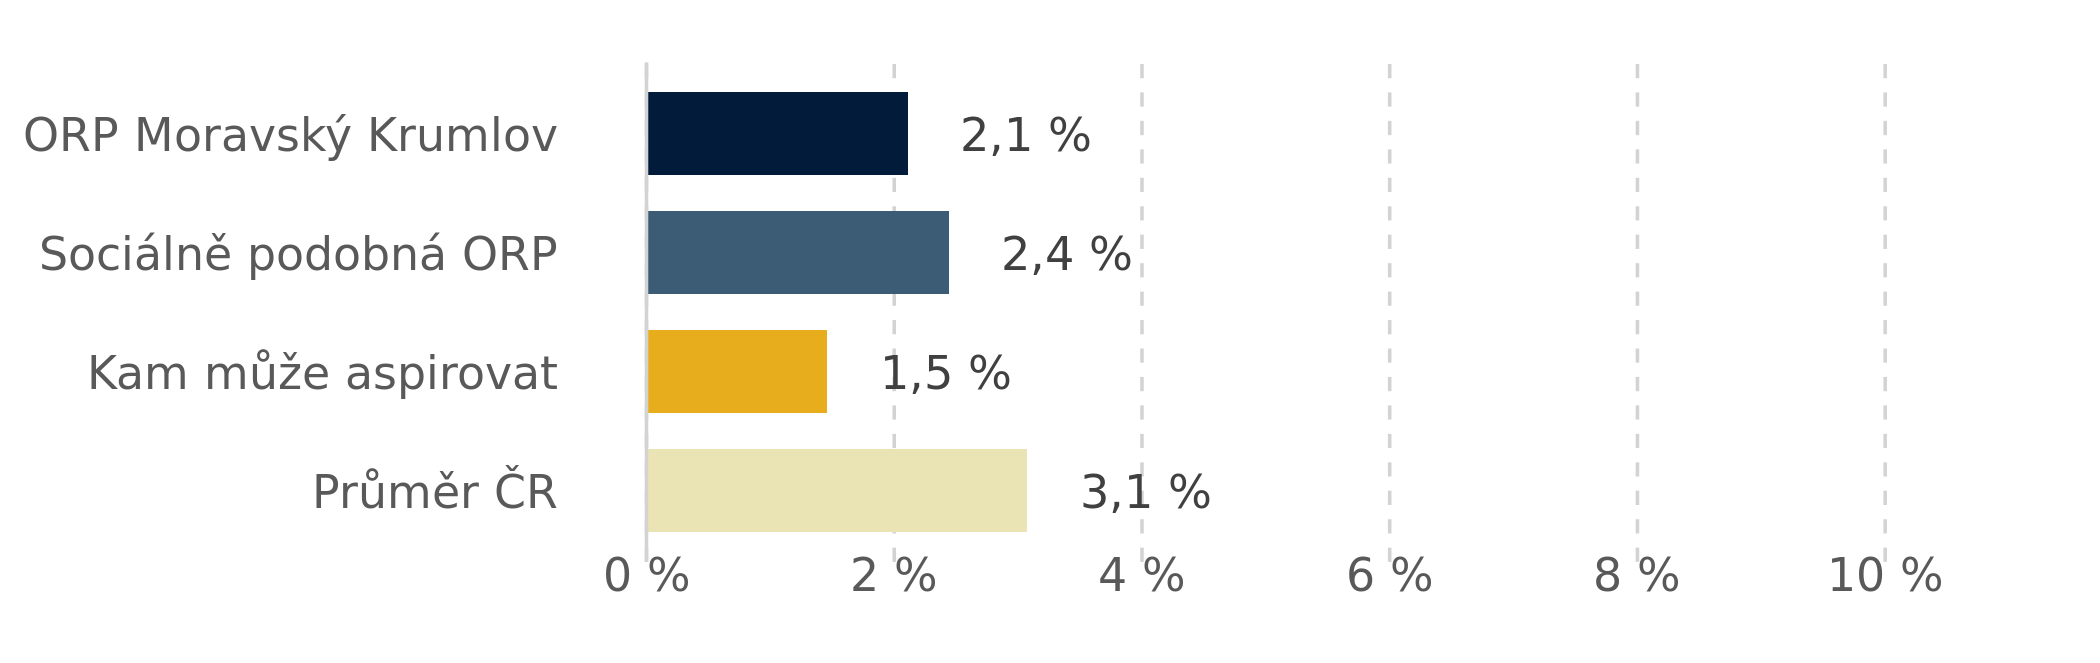 ORP Moravský Krumlov 2,1 %
Sociálně podobná ORP 2,4 %
Kam může aspirovat 1,5 %
Průměr ČR 3,1 %
0 % 2 % 4 % 6 % 8 % 10 %